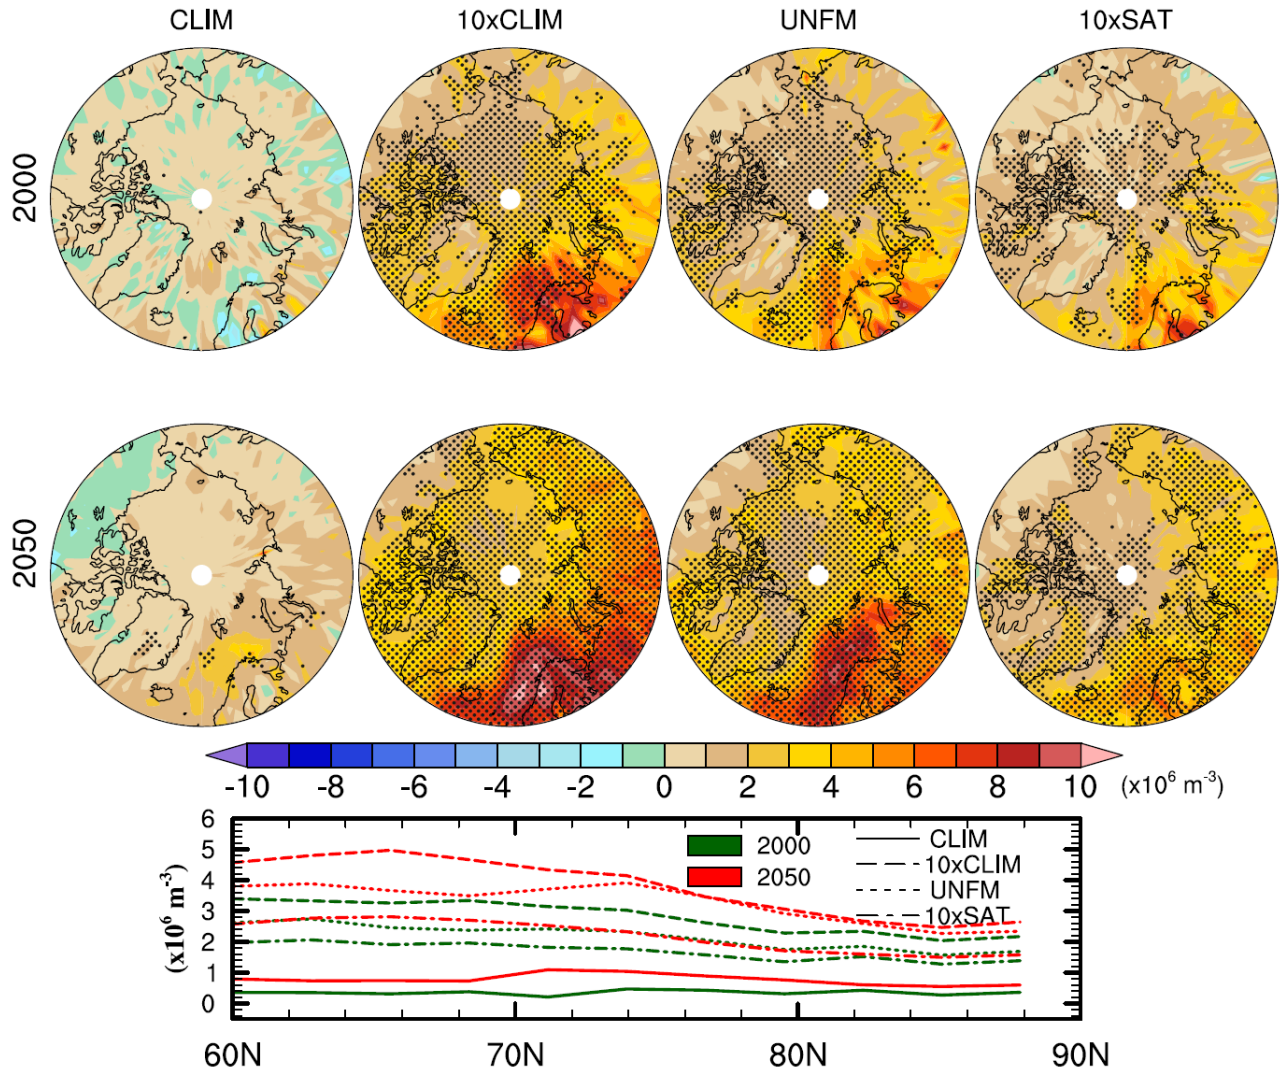 CLIM 10xCLIM UNFM 10xSAT
2000
2050
-10 -8 -6 -4 -2 0 2 4 6 8 10 (x10⁶ m⁻³)
6
5
4
3
2
1
0
(x10⁶ m⁻³)
2000
2050
CLIM
10xCLIM
UNFM
10xSAT
60N 70N 80N 90N